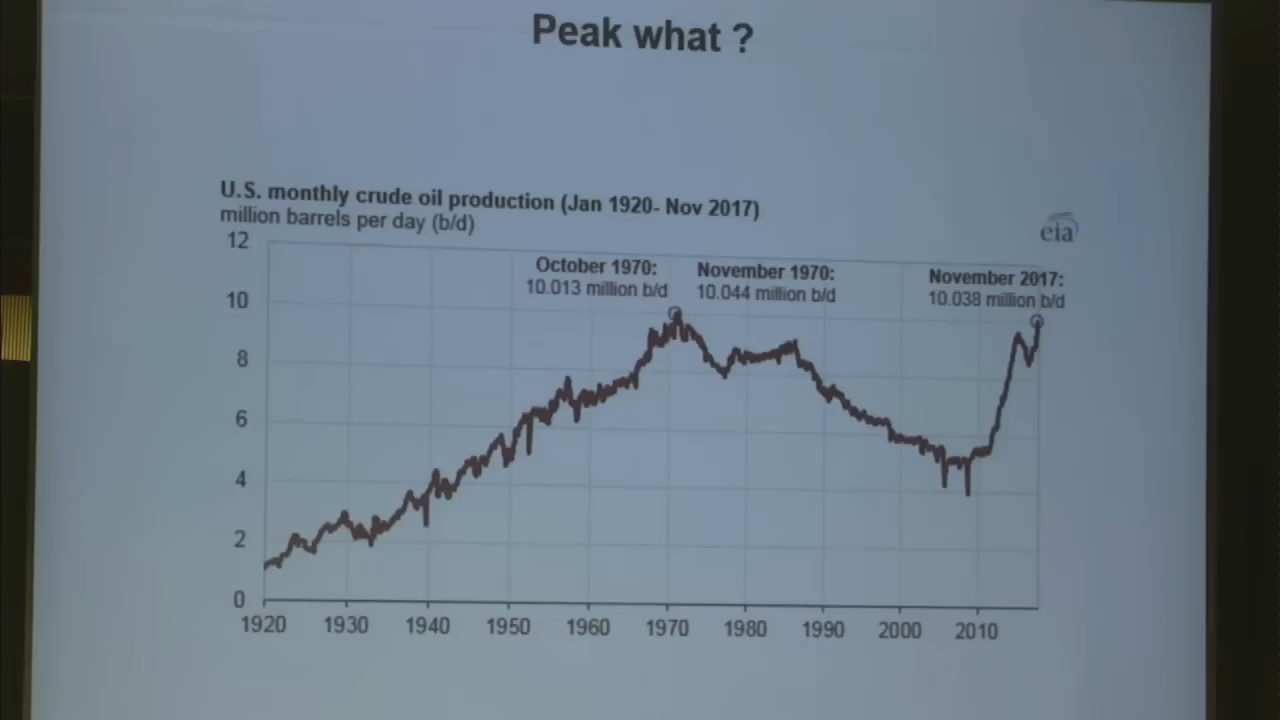 Peak what ?
U.S. monthly crude oil production (Jan 1920- Nov 2017)
million barrels per day (b/d)
eia
12
10
8
6
4
2
0
October 1970:
10.013 million b/d
November 1970:
10.044 million b/d
November 2017:
10.038 million b/d
1920 1930 1940 1950 1960 1970 1980 1990 2000 2010